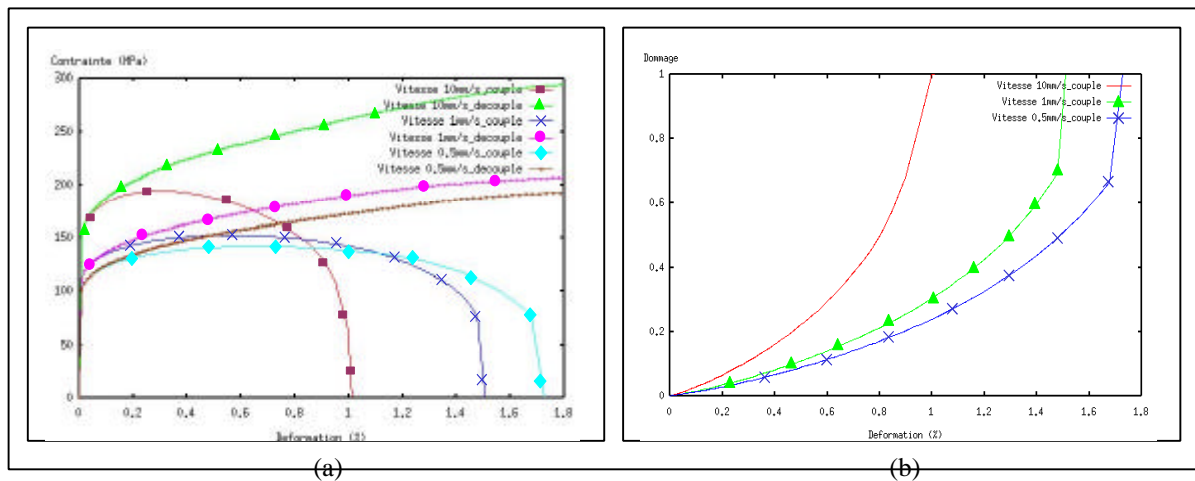 Contrainte (MPa)
300
250
200
150
100
50
0
0 0.2 0.4 0.6 0.8 1 1.2 1.4 1.6 1.8
Deformation (%)
Vitesse 10mm/s_couple
Vitesse 10mm/s_decouple
Vitesse 1mm/s_couple
Vitesse 1mm/s_decouple
Vitesse 0.5mm/s_couple
Vitesse 0.5mm/s_decouple
(a)
Dommage
1
0.8
0.6
0.4
0.2
0
0 0.2 0.4 0.6 0.8 1 1.2 1.4 1.6 1.8
Deformation (%)
Vitesse 10mm/s_couple
Vitesse 1mm/s_couple
Vitesse 0.5mm/s_couple
(b)